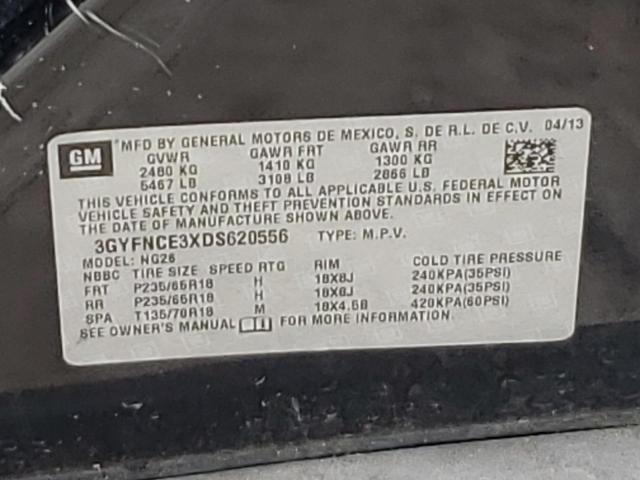 GM
*MFD BY GENERAL MOTORS DE MEXICO, S. DE R.L. DE C.V. 04/13
GVWR GAWR FRT GAWR RR
2480 KG 1410 KG 1300 KG
5467 LB 3108 LB 2866 LB
THIS VEHICLE CONFORMS TO ALL APPLICABLE U.S. FEDERAL MOTOR
VEHICLE SAFETY AND THEFT PREVENTION STANDARDS IN EFFECT ON
THE DATE OF MANUFACTURE SHOWN ABOVE.
3GYFNCE3XDS620556 TYPE: M.P.V.
MODEL: NG26
NBBC TIRE SIZE SPEED RTG RIM COLD TIRE PRESSURE
FRT P235/65R18 H 18X8J 240KPA(35PSI)
RR P235/65R18 H 18X8J 240KPA(35PSI)
SPA T135/70R18 M 18X4.5B 420KPA(60PSI)
SEE OWNER'S MANUAL FOR MORE INFORMATION.